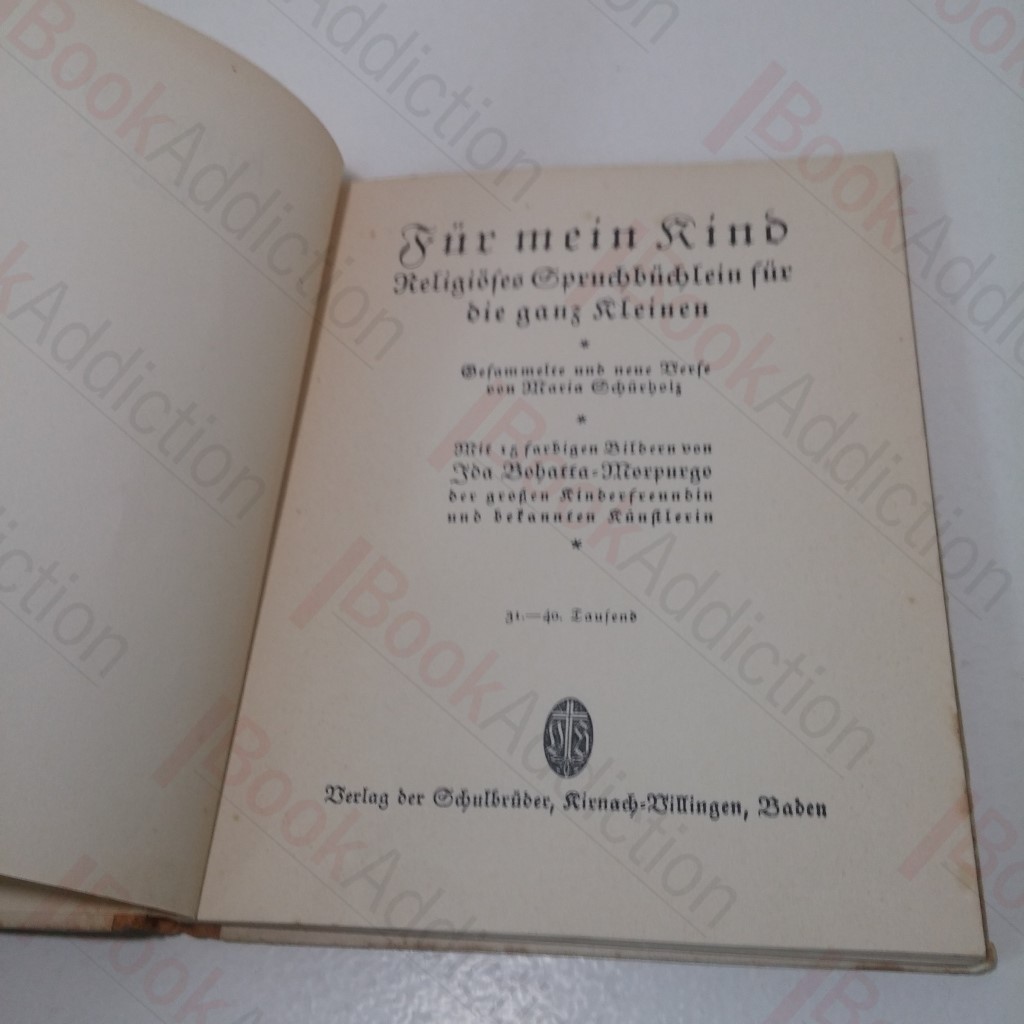 Für mein Kind
Religiöses Spruchbüchlein für
die ganz Kleinen
*
Gesammelte und neue Verse
von Maria Schürholz
*
Mit 15 farbigen Bildern von
Ida Bohatta-Morpurgo
der großen Kinderfreundin
und bekannten Künstlerin
*
31.—40. Tausend
Verlag der Schulbrüder, Kirnach-Villingen, Baden
BookAddiction